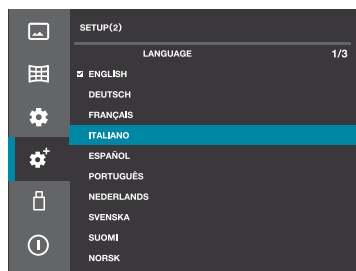 SETUP(2)
LANGUAGE 1/3
ENGLISH
DEUTSCH
FRANÇAIS
ITALIANO
ESPAÑOL
PORTUGUÊS
NEDERLANDS
SVENSKA
SUOMI
NORSK